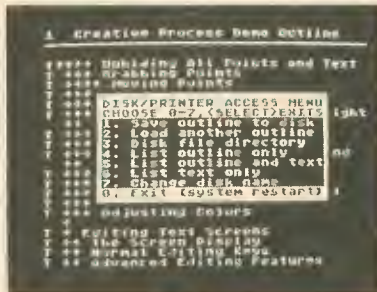 1 Creative Process Demo Outline
+++++ Unhiding All Points and Text
T ++++ Grabbing Points
T ++++ Moving Points
DISK/PRINTER ACCESS MENU
CHOOSE 0-7,(SELECT)EXITS
1. Save outline to disk
2. Load another outline
3. Disk file directory
4. List outline only
5. List outline and text
6. List text only
7. Change disk name
0. Exit (system restart)
T +++ Adjusting Colors
T + Editing Text Screens
T ++ The Screen Display
T ++ Normal Editing Keys
T ++ Advanced Editing Features